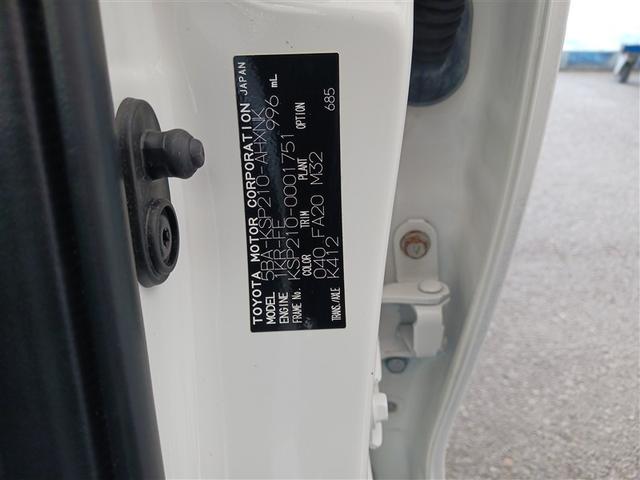 TOYOTA MOTOR CORPORATION JAPAN
MODEL 5BA-KSP210-AHXNK
ENGINE 1KR-FE 996 mL
FRAME No. KSP210-0001751
COLOR TRIM PLANT OPTION
040 FA20 M32 685
TRANS./AXLE K412